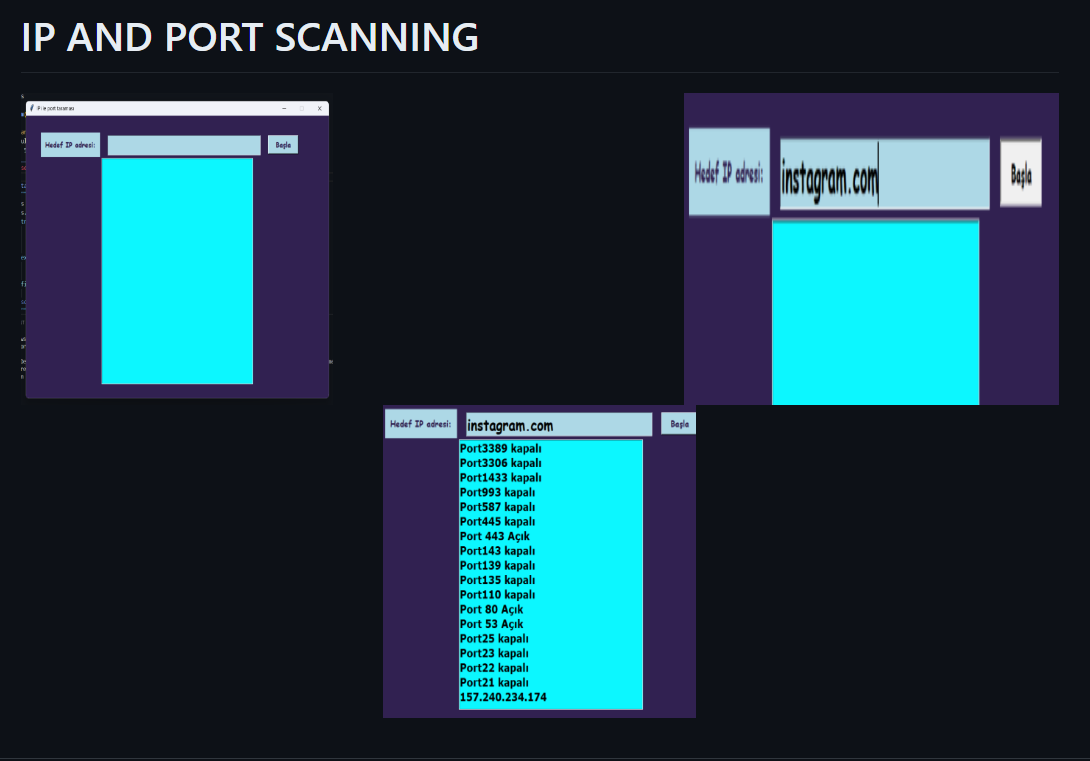 IP AND PORT SCANNING
IP ile port taraması
Hedef IP adresi:
Başla
Hedef IP adresi:
instagram.com
Başla
Hedef IP adresi:
instagram.com
Başla
Port3389 kapalı
Port3306 kapalı
Port1433 kapalı
Port993 kapalı
Port587 kapalı
Port445 kapalı
Port 443 Açık
Port143 kapalı
Port139 kapalı
Port135 kapalı
Port110 kapalı
Port 80 Açık
Port 53 Açık
Port25 kapalı
Port23 kapalı
Port22 kapalı
Port21 kapalı
157.240.234.174